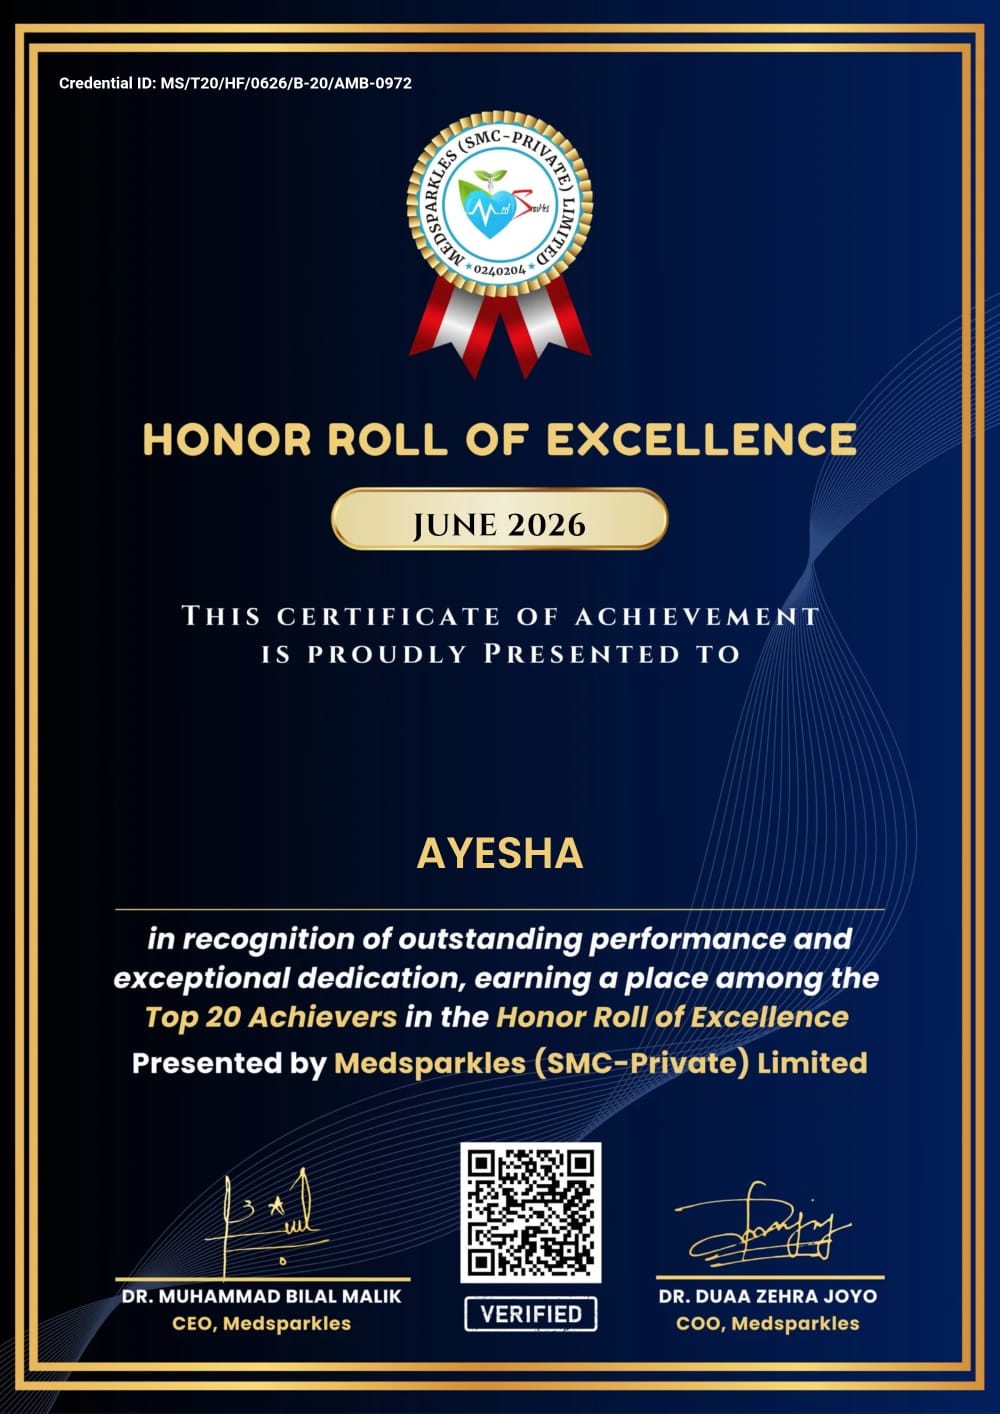 Credential ID: MS/T20/HF/0626/B-20/AMB-0972
MEDSPARKLES (SMC-PRIVATE) LIMITED
0240204
HONOR ROLL OF EXCELLENCE
JUNE 2026
THIS CERTIFICATE OF ACHIEVEMENT
IS PROUDLY PRESENTED TO
AYESHA
in recognition of outstanding performance and
exceptional dedication, earning a place among the
Top 20 Achievers in the Honor Roll of Excellence
Presented by Medsparkles (SMC-Private) Limited
DR. MUHAMMAD BILAL MALIK
CEO, Medsparkles
VERIFIED
DR. DUAA ZEHRA JOYO
COO, Medsparkles